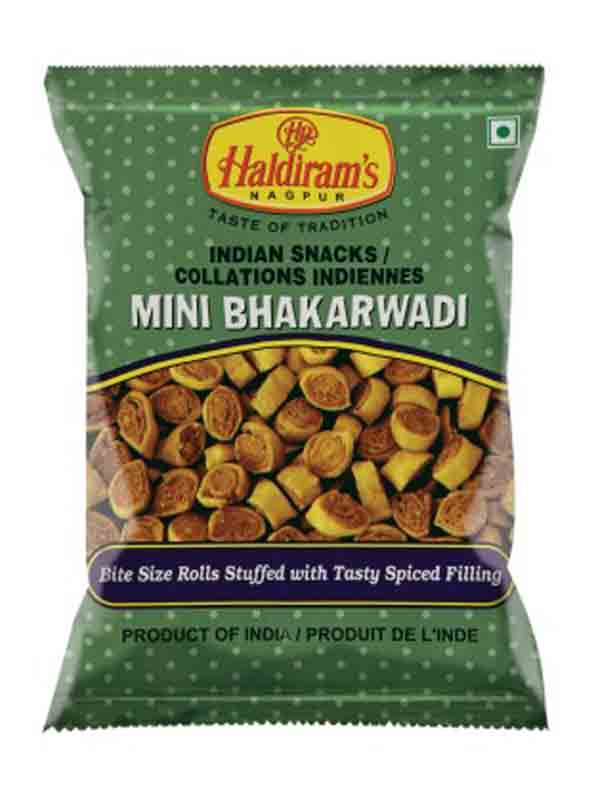 Hr
Haldiram's
NAGPUR
TASTE OF TRADITION
INDIAN SNACKS /
COLLATIONS INDIENNES
MINI BHAKARWADI
Bite Size Rolls Stuffed with Tasty Spiced Filling
PRODUCT OF INDIA / PRODUIT DE L'INDE